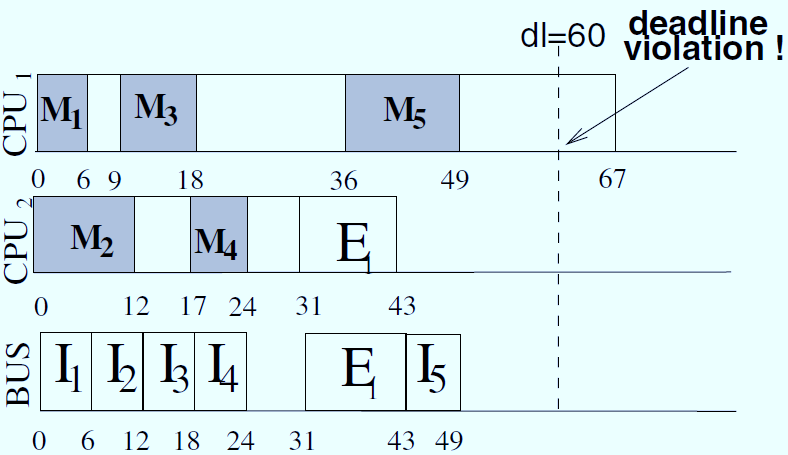 dl=60 deadline
violation !
CPU 1
M1 M3 M5
0 6 9 18 36 49 67
CPU 2
M2 M4 E1
0 12 17 24 31 43
BUS
I1 I2 I3 I4 E1 I5
0 6 12 18 24 31 43 49